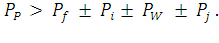 P_P > P_f ± P_i ± P_W ± P_j .